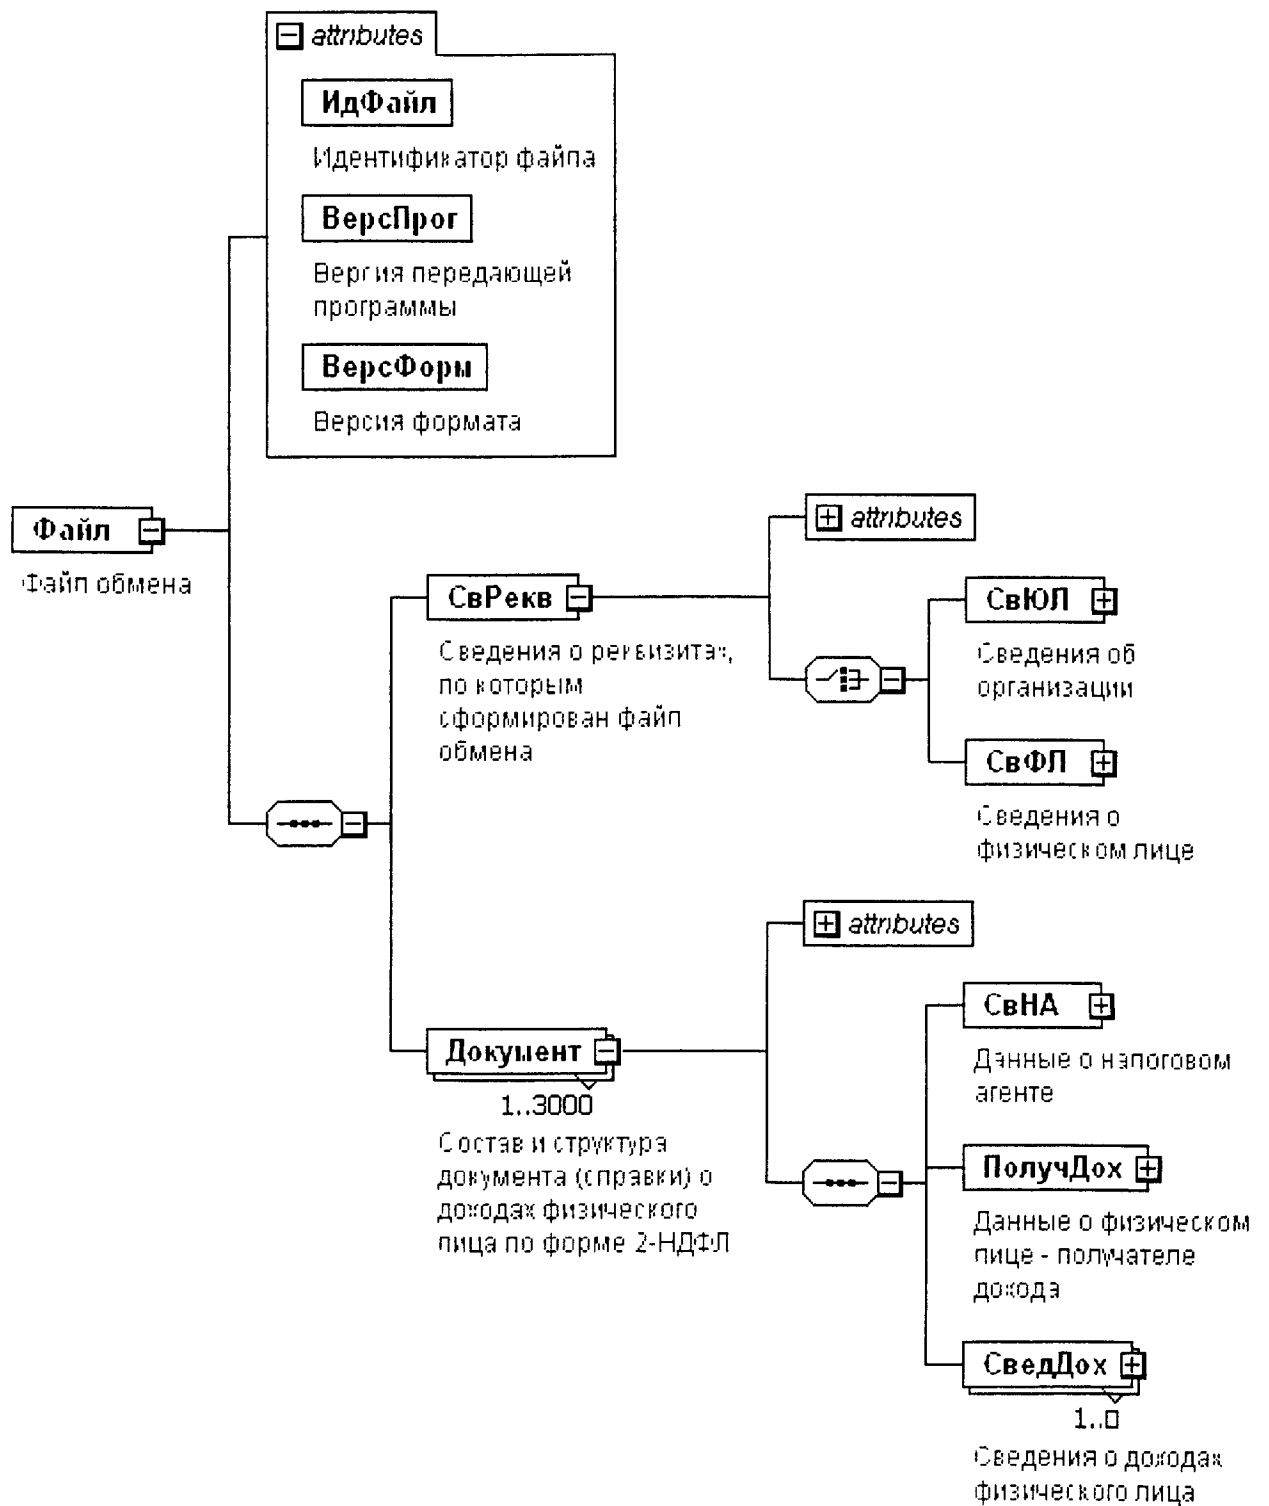 attributes
ИдФайл
Идентификатор файла
ВерсПрог
Версия передающей
программы
ВерсФорм
Версия формата
Файл
Файл обмена
attributes
СвРекв
Сведения о реквизитах,
по которым
сформирован файл
обмена
СвЮЛ
Сведения об
организации
СвФЛ
Сведения о
физическом лице
attributes
Документ
1..3000
Состав и структура
документа (справки) о
доходах физического
лица по форме 2-НДФЛ
СвНА
Данные о налоговом
агенте
ПолучДох
Данные о физическом
лице - получателе
дохода
СведДох
1..□
Сведения о доходах
физического лица